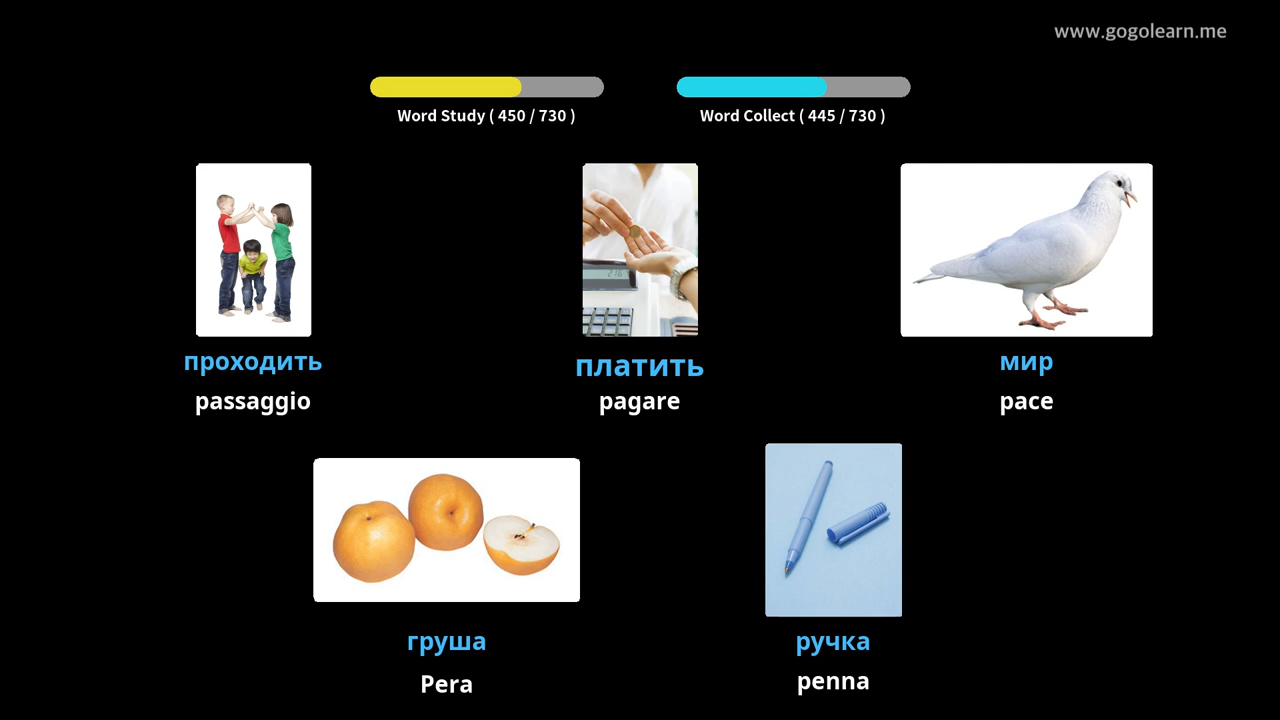 www.gogolearn.me
Word Study ( 450 / 730 )
Word Collect ( 445 / 730 )
проходить
passaggio
платить
pagare
мир
pace
груша
Pera
ручка
penna